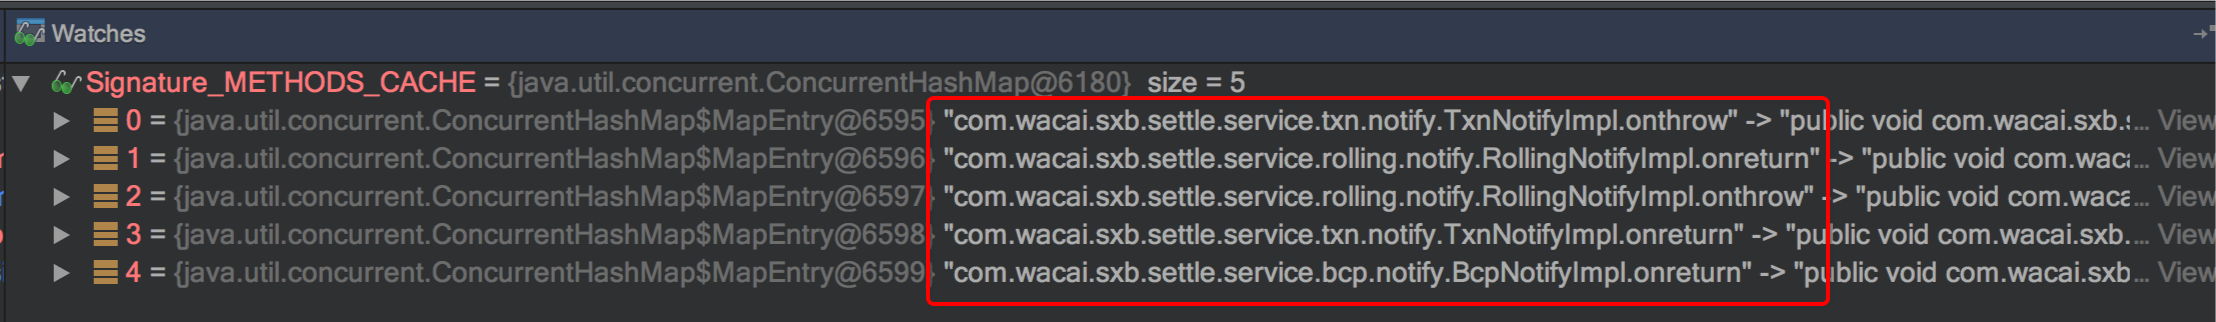 Watches
Signature_METHODS_CACHE = {java.util.concurrent.ConcurrentHashMap@6180} size = 5
0 = {java.util.concurrent.ConcurrentHashMap$MapEntry@6595} "com.wacai.sxb.settle.service.txn.notify.TxnNotifyImpl.onthrow" -> "public void com.wacai.sxb.s... View
1 = {java.util.concurrent.ConcurrentHashMap$MapEntry@6596} "com.wacai.sxb.settle.service.rolling.notify.RollingNotifyImpl.onreturn" -> "public void com.waca... View
2 = {java.util.concurrent.ConcurrentHashMap$MapEntry@6597} "com.wacai.sxb.settle.service.rolling.notify.RollingNotifyImpl.onthrow" -> "public void com.waca... View
3 = {java.util.concurrent.ConcurrentHashMap$MapEntry@6598} "com.wacai.sxb.settle.service.txn.notify.TxnNotifyImpl.onreturn" -> "public void com.wacai.sxb.... View
4 = {java.util.concurrent.ConcurrentHashMap$MapEntry@6599} "com.wacai.sxb.settle.service.bcp.notify.BcpNotifyImpl.onreturn" -> "public void com.wacai.sxb... View